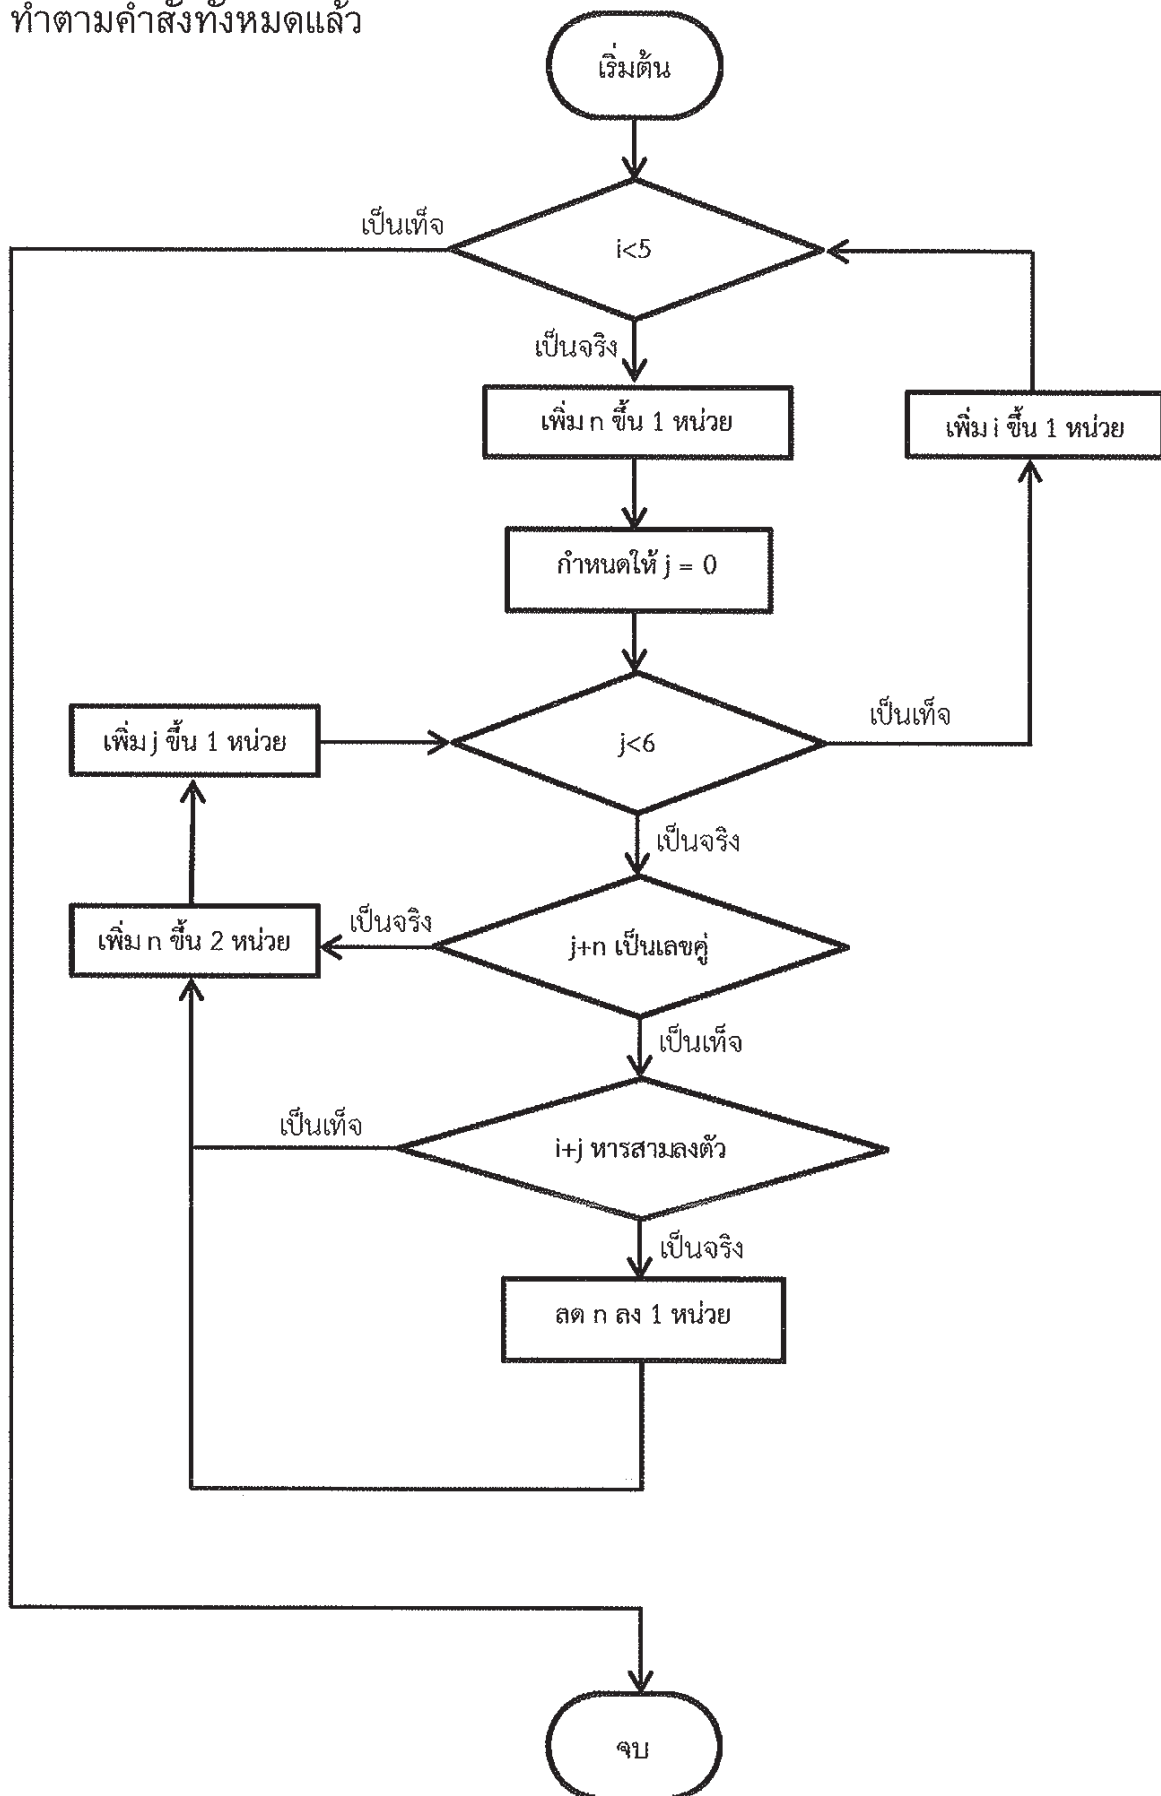 ทำตามคำสั่งทั้งหมดแล้ว
เริ่มต้น
เป็นเท็จ
i<5
เป็นจริง
เพิ่ม n ขึ้น 1 หน่วย
เพิ่ม i ขึ้น 1 หน่วย
กำหนดให้ j = 0
เพิ่ม j ขึ้น 1 หน่วย
j<6
เป็นเท็จ
เป็นจริง
เพิ่ม n ขึ้น 2 หน่วย
เป็นจริง
j+n เป็นเลขคู่
เป็นเท็จ
เป็นเท็จ
i+j หารสามลงตัว
เป็นจริง
ลด n ลง 1 หน่วย
จบ